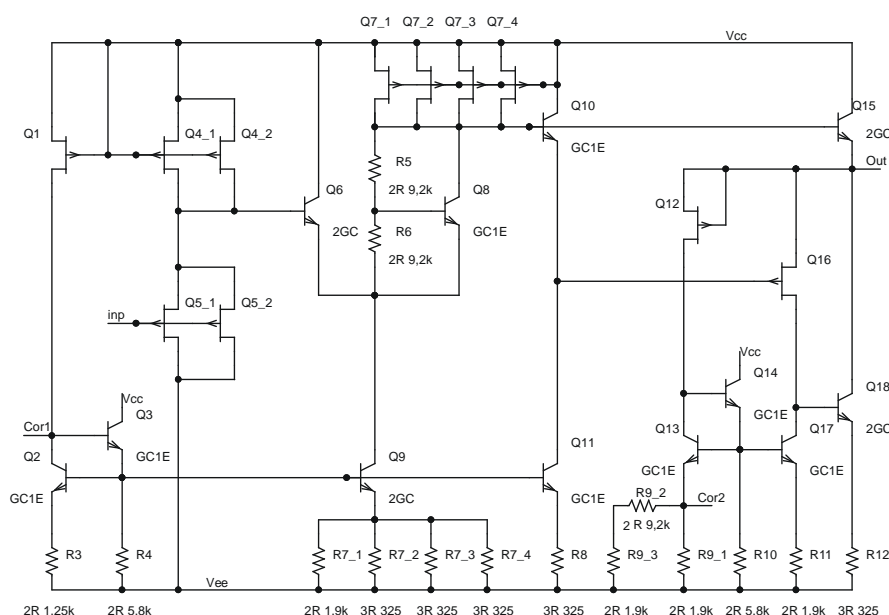 Q7_1 Q7_2 Q7_3 Q7_4
Vcc
Q10
Q15
Q1
Q4_1
Q4_2
GC1E
2GC
R5
Out
2R 9,2k
Q6
Q8
Q12
2GC
R6
GC1E
2R 9,2k
Q16
Q5_1
Q5_2
inp
Vcc
Q14
Q18
Vcc
Q3
GC1E
Q17
Cor1
Q13
2GC
Q2
GC1E
Q9
Q11
GC1E
GC1E
R9_2
GC1E
2GC
GC1E
Cor2
2 R 9,2k
R3
R4
R7_1
R7_2
R7_3
R7_4
R8
R9_3
R9_1
R10
R11
R12
Vee
2R 1.25k
2R 5.8k
2R 1.9k
3R 325
3R 325
3R 325
3R 325
2R 1.9k
2R 1.9k
2R 5.8k
2R 1.9k
3R 325